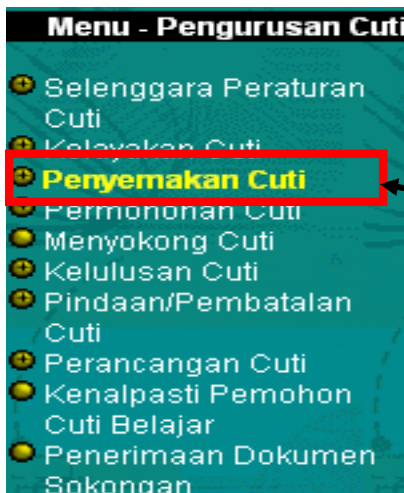 Menu - Pengurusan Cuti
Selenggara Peraturan
Cuti
Kelayakan Cuti
Penyemakan Cuti
Permohonan Cuti
Menyokong Cuti
Kelulusan Cuti
Pindaan/Pembatalan
Cuti
Perancangan Cuti
Kenalpasti Pemohon
Cuti Belajar
Penerimaan Dokumen
Sokongan